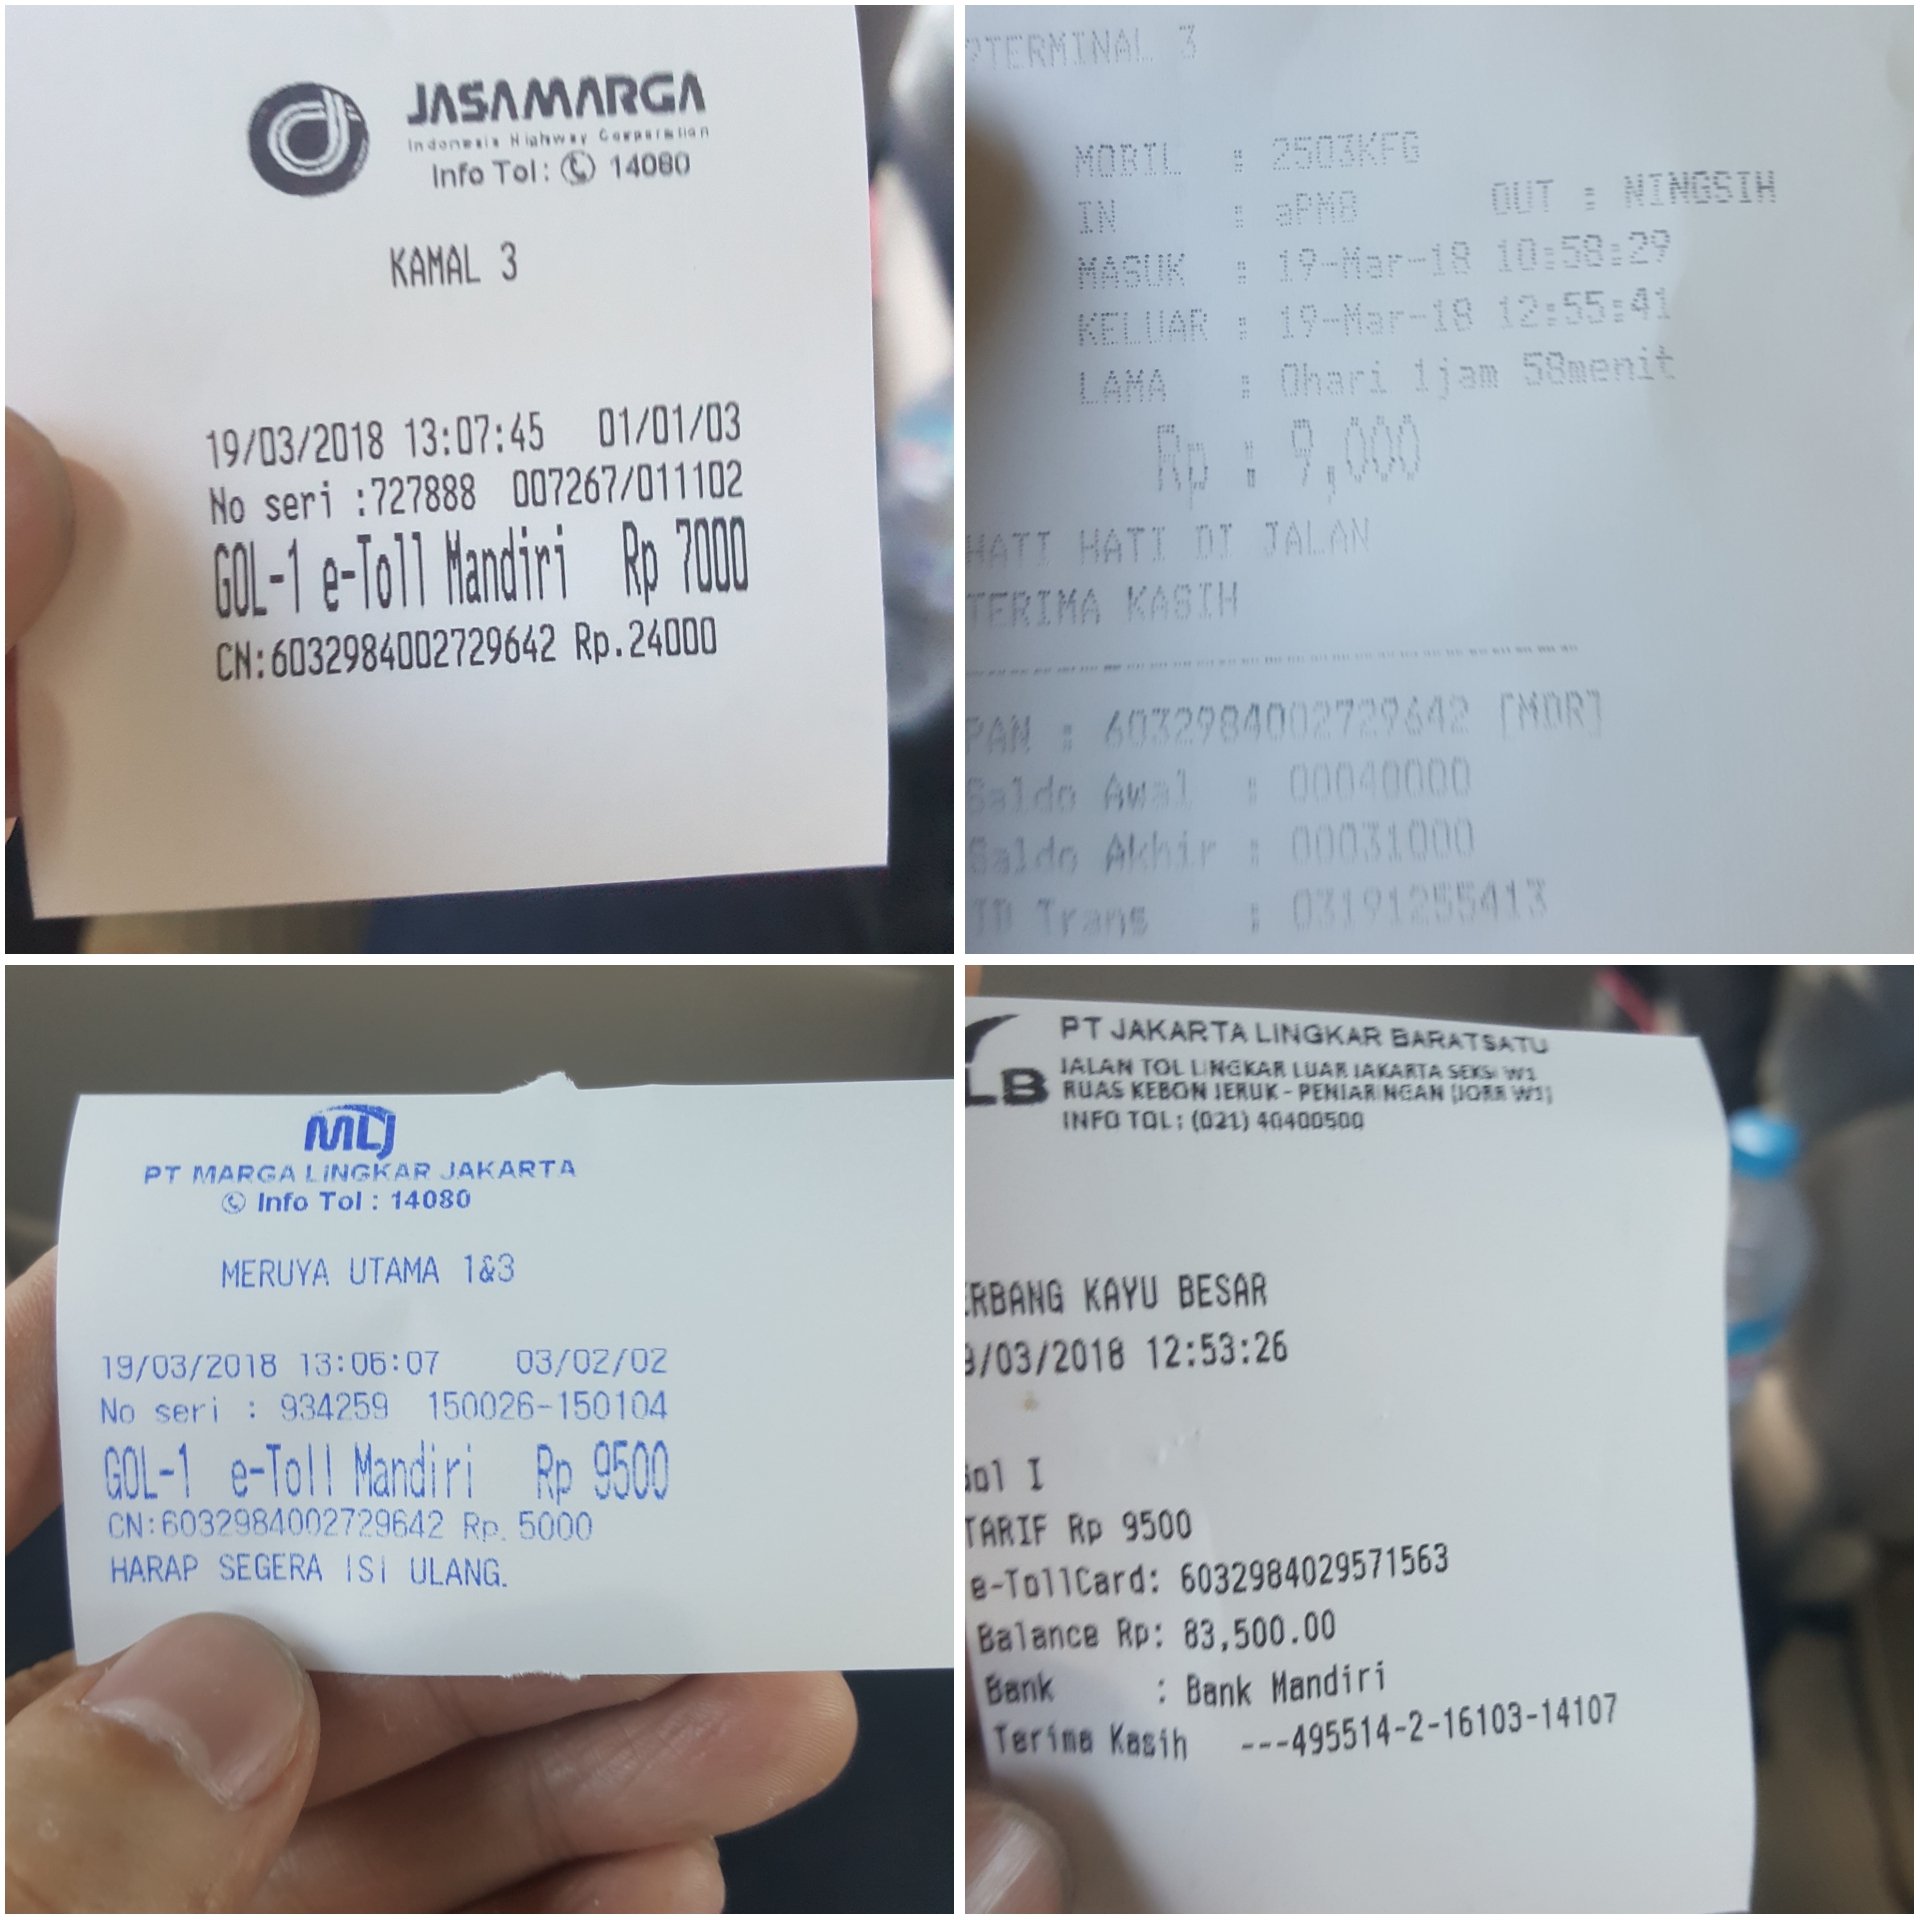 JASAMARGA
Indonesia Highway Corporation
Info Tol : 14080
KAMAL 3
19/03/2018 13:07:45 01/01/03
No seri :727888 007267/011102
GOL-1 e-Toll Mandiri Rp 7000
CN:6032984002729642 Rp.24000
TERMINAL 3
MOBIL : 2503KFG
IN : aPM8 OUT : NINGSIH
MASUK : 19-Mar-18 10:58:29
KELUAR : 19-Mar-18 12:55:41
LAMA : 0hari 1jam 58menit
Rp : 9,000
HATI HATI DI JALAN
TERIMA KASIH
PAN : 6032984002729642 [MDR]
Saldo Awal : 00040000
Saldo Akhir : 00031000
ID Trans : 03191255413
MLJ
PT MARGA LINGKAR JAKARTA
Info Tol : 14080
MERUYA UTAMA 1&3
19/03/2018 13:06:07 03/02/02
No seri : 934259 150026-150104
GOL-1 e-Toll Mandiri Rp 9500
CN:6032984002729642 Rp. 5000
HARAP SEGERA ISI ULANG.
LB
PT JAKARTA LINGKAR BARATSATU
JALAN TOL LINGKAR LUAR JAKARTA SEKSI W1
RUAS KEBON JERUK - PENJARINGAN [JORR W1]
INFO TOL : (021) 40400500
ERBANG KAYU BESAR
9/03/2018 12:53:26
Gol I
TARIF Rp 9500
e-TollCard: 6032984029571563
Balance Rp: 83,500.00
Bank : Bank Mandiri
Terima Kasih ---495514-2-16103-14107